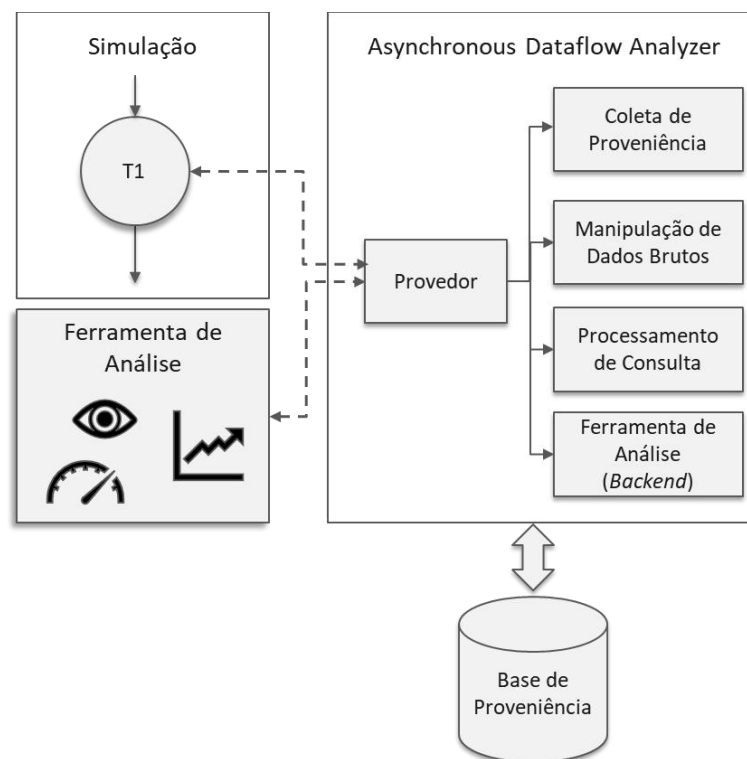 Simulação
T1
Ferramenta de
Análise
Asynchronous Dataflow Analyzer
Provedor
Coleta de
Proveniência
Manipulação de
Dados Brutos
Processamento
de Consulta
Ferramenta de
Análise
(Backend)
Base de
Proveniência